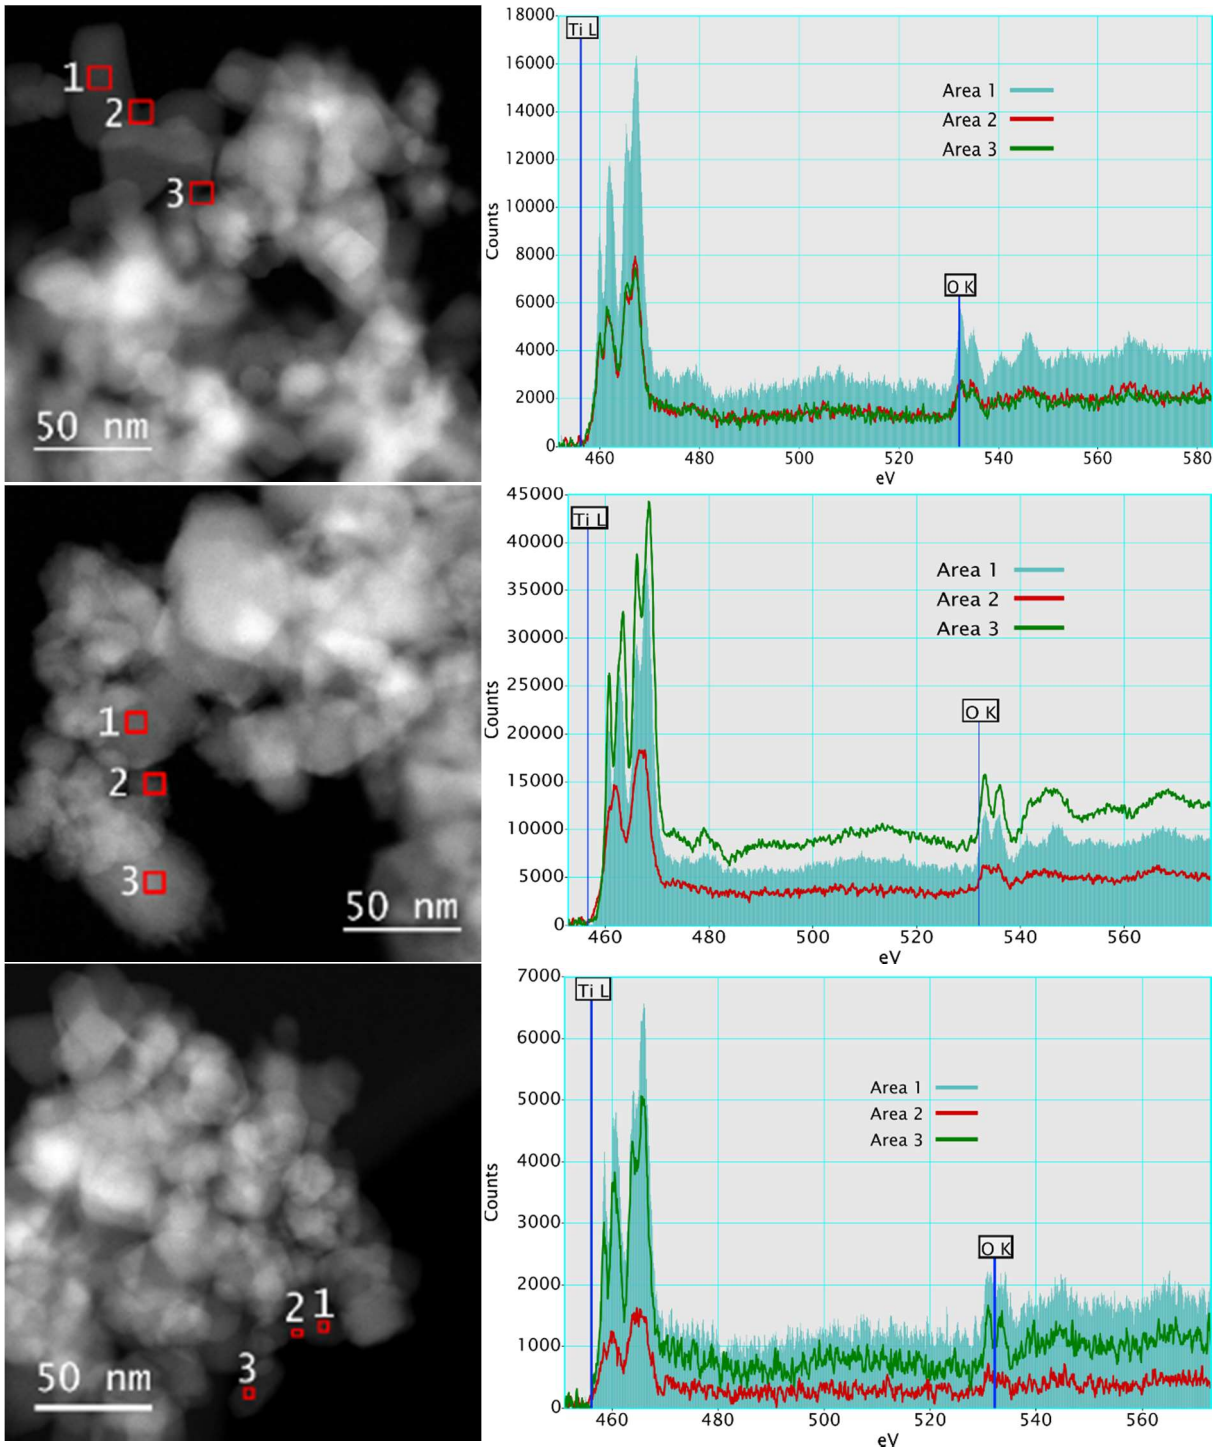 1
2
3
50 nm
Ti L
O K
Area 1
Area 2
Area 3
Counts
18000
16000
14000
12000
10000
8000
6000
4000
2000
0
460 480 500 520 540 560 580
eV
1
2
3
50 nm
Ti L
O K
Area 1
Area 2
Area 3
Counts
45000
40000
35000
30000
25000
20000
15000
10000
5000
0
460 480 500 520 540 560
eV
2 1
3
50 nm
Ti L
O K
Area 1
Area 2
Area 3
Counts
7000
6000
5000
4000
3000
2000
1000
0
460 480 500 520 540 560
eV